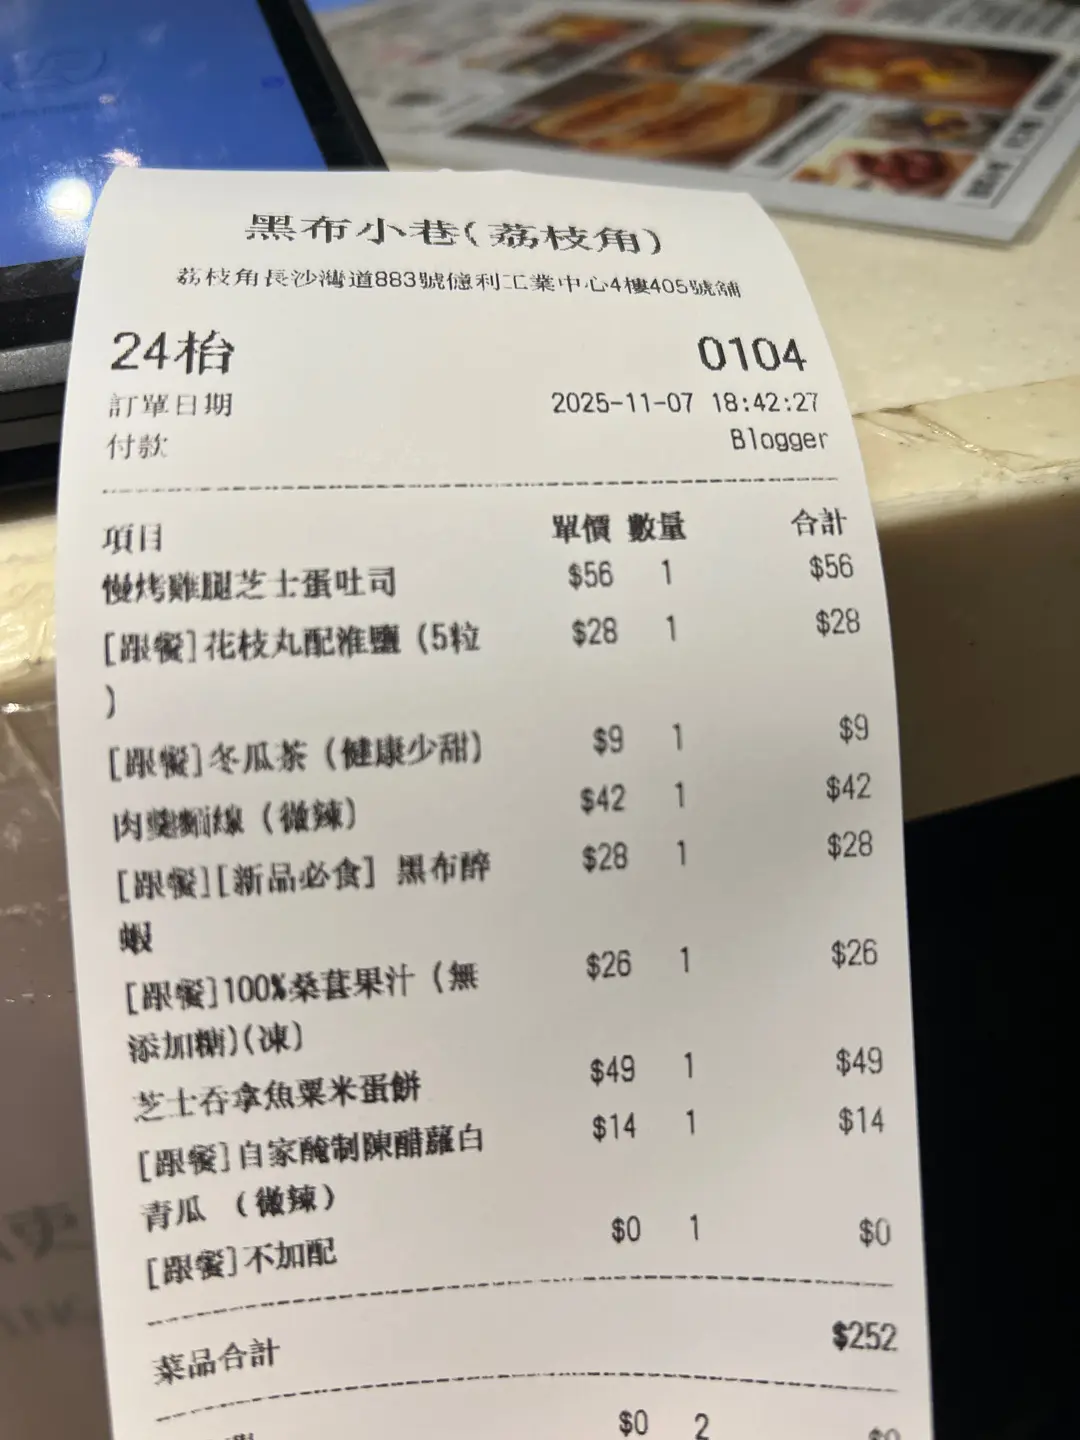 黑布小巷(荔枝角)
荔枝角長沙灣道883號億利工業中心4樓405號舖
24枱 0104
訂單日期 2025-11-07 18:42:27
付款 Blogger
項目 單價 數量 合計
慢烤雞腿芝士蛋吐司 $56 1 $56
[跟餐]花枝丸配淮鹽 (5粒 $28 1 $28
)
[跟餐]冬瓜茶 (健康少甜) $9 1 $9
肉羹麵線 (微辣) $42 1 $42
[跟餐][新品必食] 黑布醉 $28 1 $28
蝦
[跟餐]100%桑葚果汁 (無 $26 1 $26
添加糖)(凍)
芝士吞拿魚粟米蛋餅 $49 1 $49
[跟餐]自家醃制陳醋蘿白 $14 1 $14
青瓜 (微辣)
[跟餐]不加配 $0 1 $0
菜品合計 $252
$0 2 $0